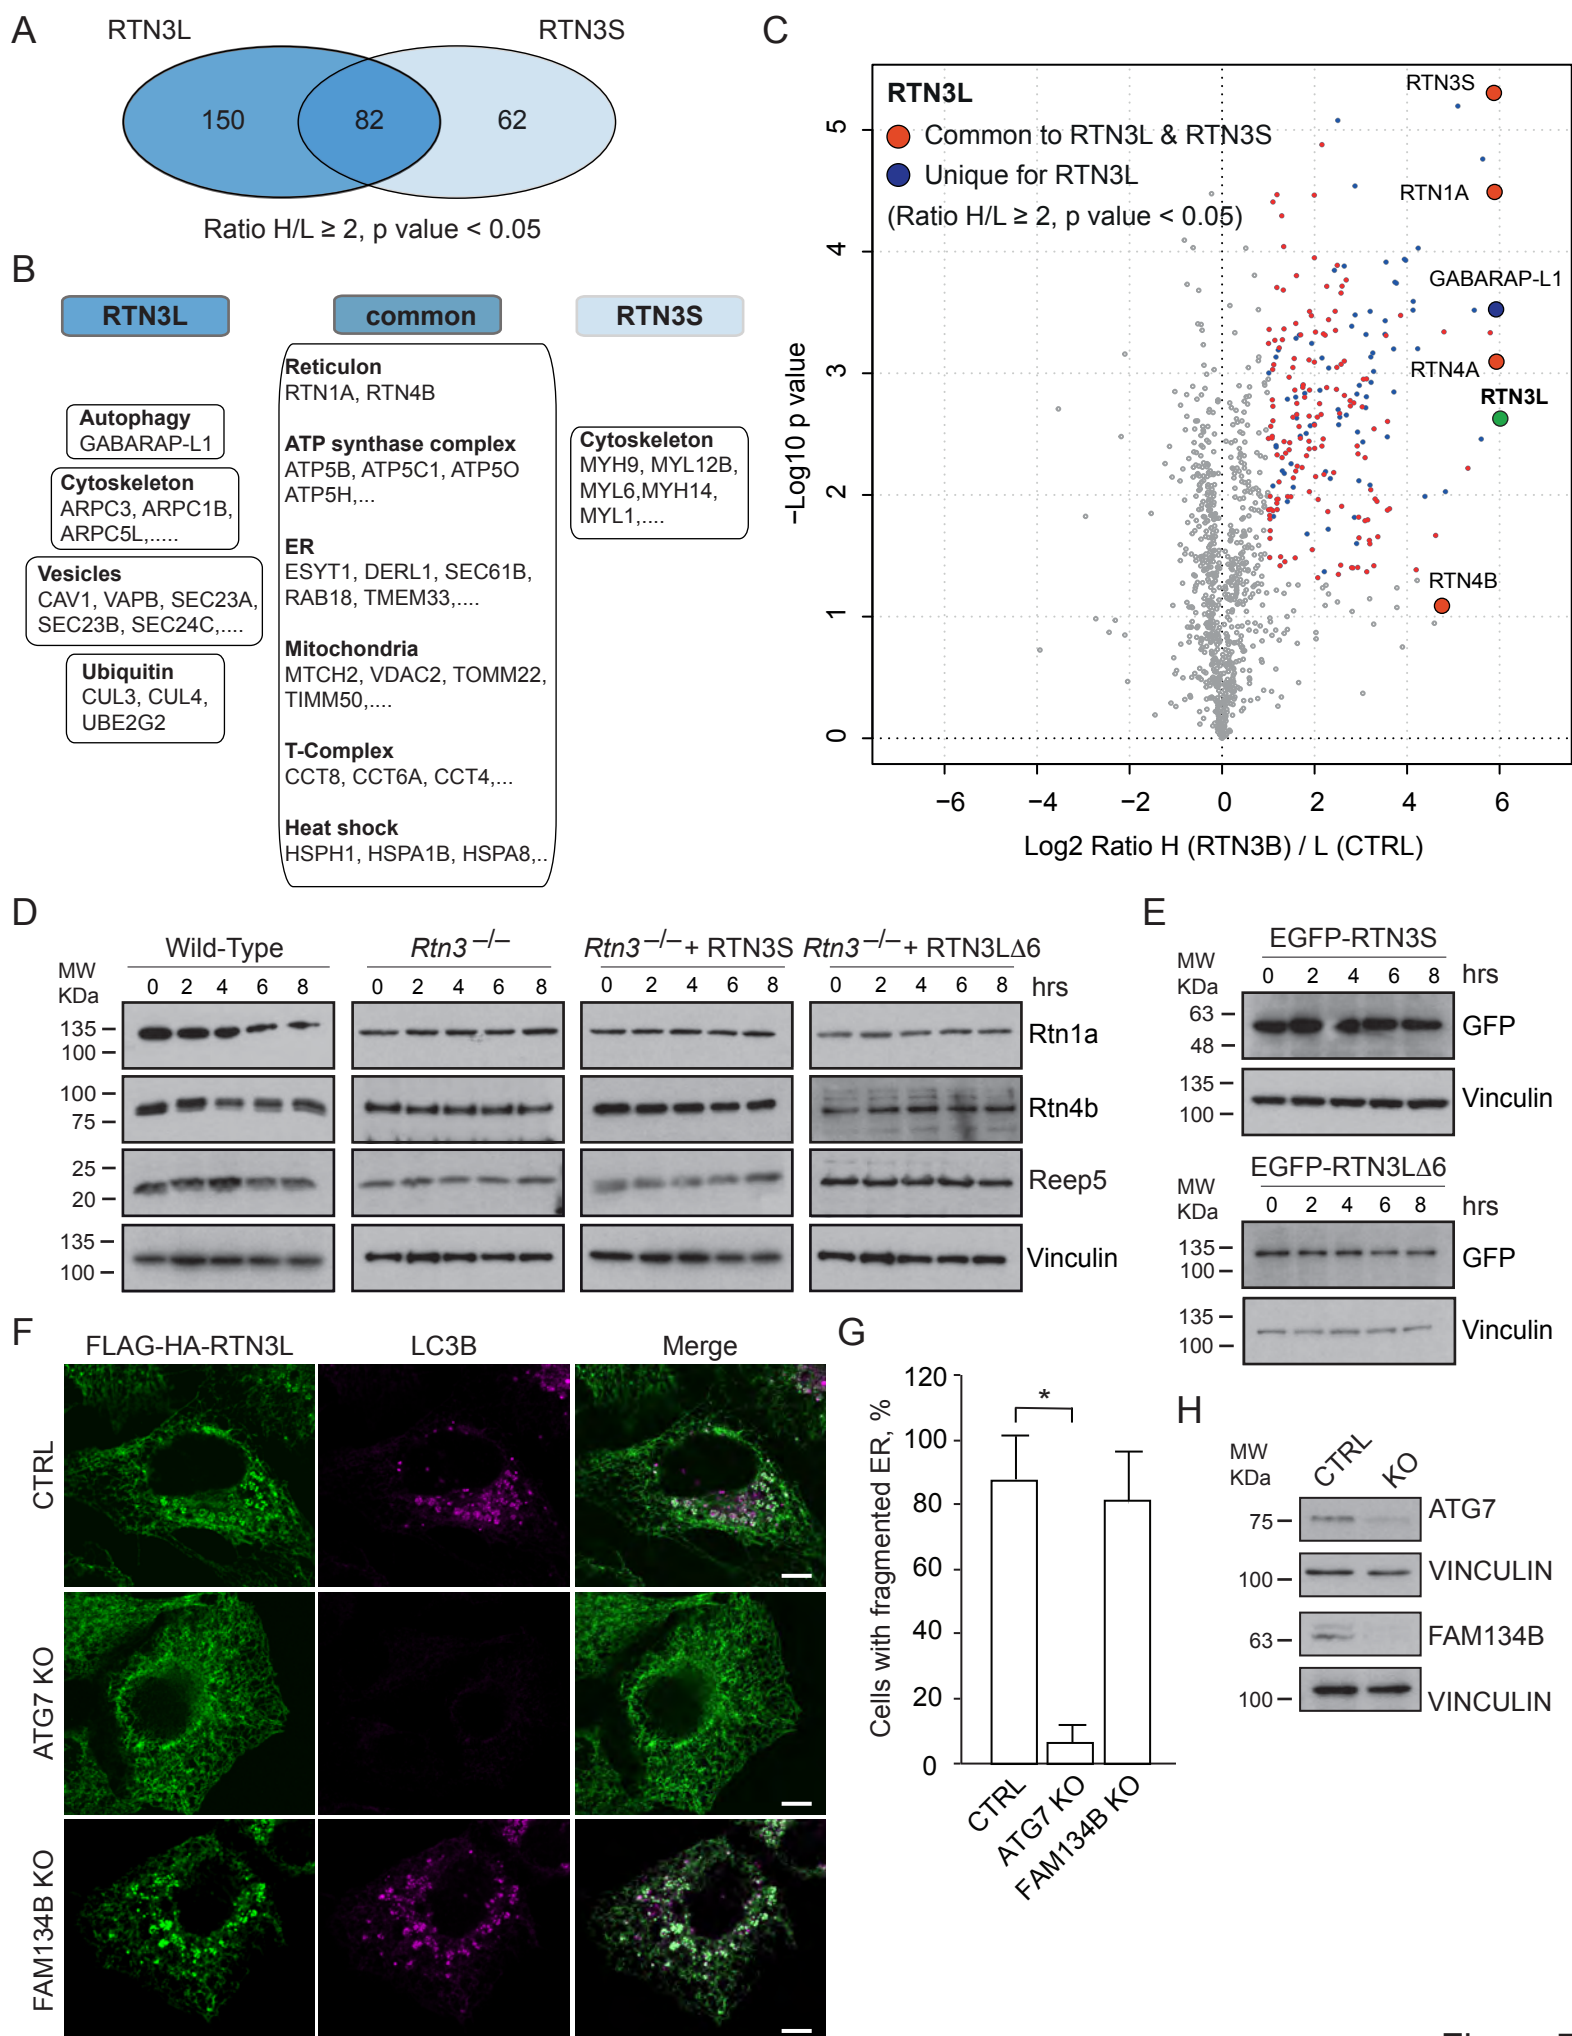 A
RTN3L
RTN3S
150
82
62
Ratio H/L ≥ 2, p value < 0.05
B
RTN3L
common
RTN3S
Autophagy
GABARAP-L1
Cytoskeleton
ARPC3, ARPC1B,
ARPC5L,.....
Vesicles
CAV1, VAPB, SEC23A,
SEC23B, SEC24C,....
Ubiquitin
CUL3, CUL4,
UBE2G2
Reticulon
RTN1A, RTN4B
ATP synthase complex
ATP5B, ATP5C1, ATP5O
ATP5H,...
ER
ESYT1, DERL1, SEC61B,
RAB18, TMEM33,....
Mitochondria
MTCH2, VDAC2, TOMM22,
TIMM50,....
T-Complex
CCT8, CCT6A, CCT4,...
Heat shock
HSPH1, HSPA1B, HSPA8,..
Cytoskeleton
MYH9, MYL12B,
MYL6,MYH14,
MYL1,....
C
RTN3L
Common to RTN3L & RTN3S
Unique for RTN3L
(Ratio H/L ≥ 2, p value < 0.05)
RTN3S
RTN1A
GABARAP-L1
RTN4A
RTN3L
RTN4B
−Log10 p value
5
4
3
2
1
0
−6 −4 −2 0 2 4 6
Log2 Ratio H (RTN3B) / L (CTRL)
D
Wild-Type Rtn3 −/− Rtn3 −/− + RTN3S Rtn3 −/− + RTN3LΔ6
MW
KDa
0 2 4 6 8 0 2 4 6 8 0 2 4 6 8 0 2 4 6 8 hrs
135
100
Rtn1a
100
75
Rtn4b
25
20
Reep5
135
100
Vinculin
E
EGFP-RTN3S
MW
KDa
0 2 4 6 8 hrs
63
48
GFP
135
100
Vinculin
EGFP-RTN3LΔ6
MW
KDa
0 2 4 6 8 hrs
135
100
GFP
135
100
Vinculin
F
FLAG-HA-RTN3L LC3B Merge
CTRL
ATG7 KO
FAM134B KO
G
Cells with fragmented ER, %
120
100
80
60
40
20
0
*
CTRL
ATG7 KO
FAM134B KO
H
MW
KDa
CTRL
KO
75
ATG7
100
VINCULIN
63
FAM134B
100
VINCULIN